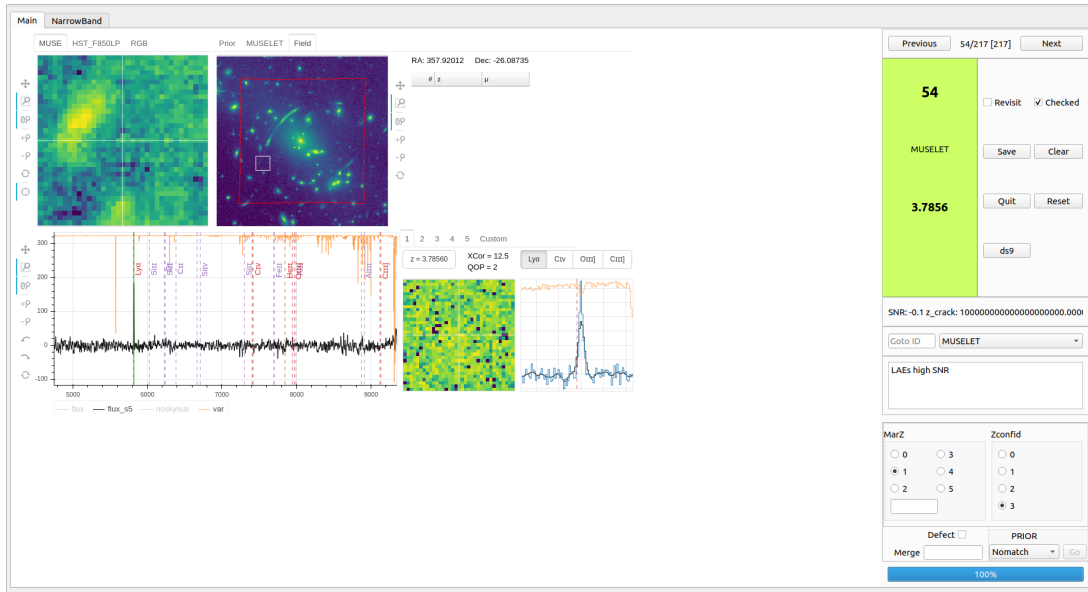 Main NarrowBand
MUSE HST_F850LP RGB
Prior MUSELET Field
RA: 357.92012 Dec: -26.08735
# z μ
Previous 54/217 [217] Next
54
Revisit Checked
MUSELET
Save Clear
3.7856
Quit Reset
ds9
SNR: -0.1 z_crack: 10000000000000000000.000
Goto ID MUSELET
LAEs high SNR
MarZ Zconfid
0 3 0
1 4 1
2 5 2
3
Defect PRIOR
Merge Nomatch Go
100%
1 2 3 4 5 Custom
z = 3.78560 XCor = 12.5
QOP = 2
Lyα CIV OIII] CIII]
300
200
100
0
-100
Lyα SiII CII SiIV SiII CIV FeII AlIII CIII]
5000 6000 7000 8000 9000
flux flux_s5 noskysub var